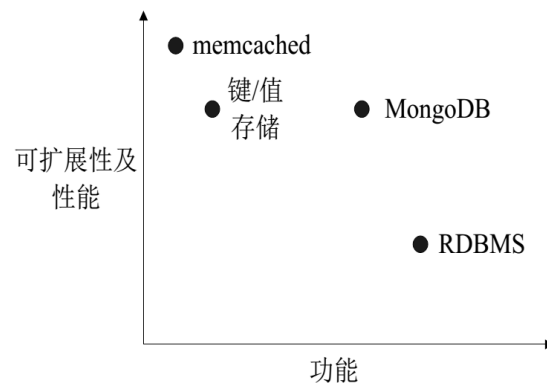 memcached
键/值
存储
MongoDB
可扩展性及
性能
RDBMS
功能